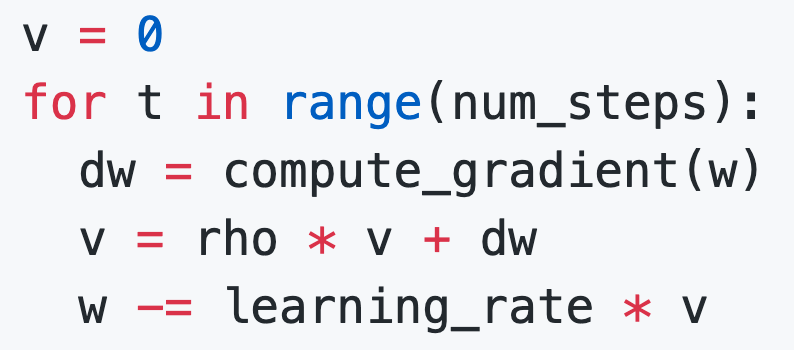 v = 0
for t in range(num_steps):
  dw = compute_gradient(w)
  v = rho * v + dw
  w -= learning_rate * v